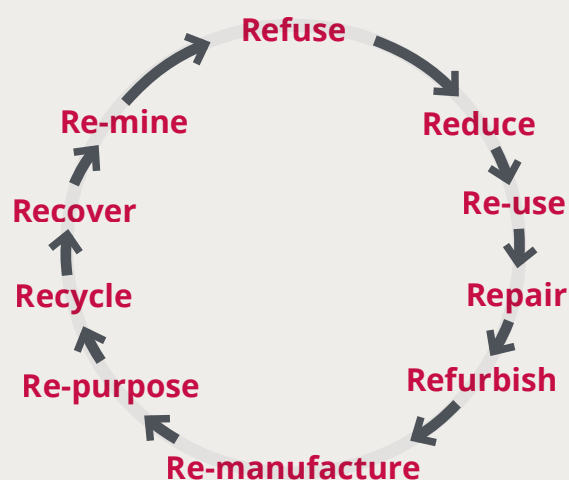 Refuse
Reduce
Re-use
Repair
Refurbish
Re-manufacture
Re-purpose
Recycle
Recover
Re-mine